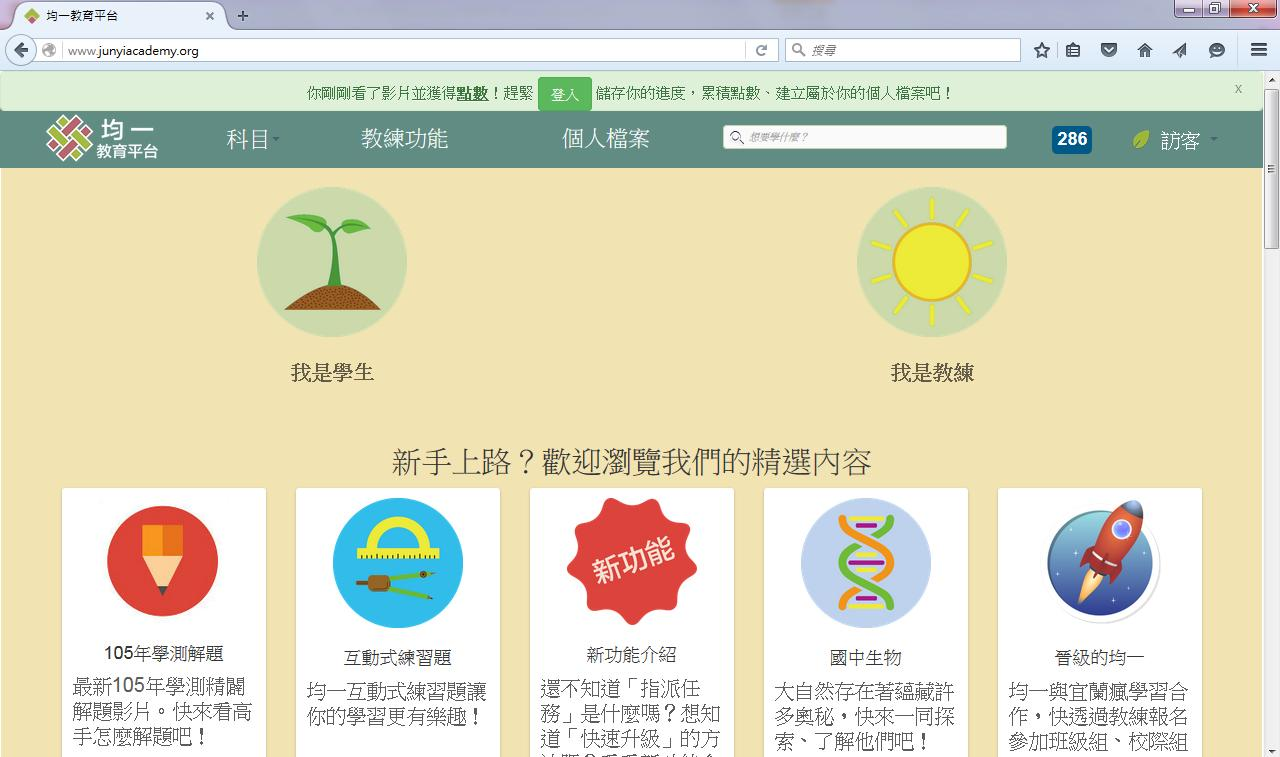 均一教育平台
www.junyiacademy.org
搜尋
你剛剛看了影片並獲得點數！趕緊 登入 儲存你的進度，累積點數、建立屬於你的個人檔案吧！
x
均一
教育平台
科目
教練功能
個人檔案
想要學什麼？
286
訪客
我是學生
我是教練
新手上路？歡迎瀏覽我們的精選內容
新功能
105年學測解題
最新105年學測精闢
解題影片。快來看高
手怎麼解題吧！
互動式練習題
均一互動式練習題讓
你的學習更有樂趣！
新功能介紹
還不知道「指派任
務」是什麼嗎？想知
道「快速升級」的方
國中生物
大自然存在著蘊藏許
多奧秘，快來一同探
索、了解他們吧！
晉級的均一
均一與宜蘭瘋學習合
作，快透過教練報名
參加班級組、校際組